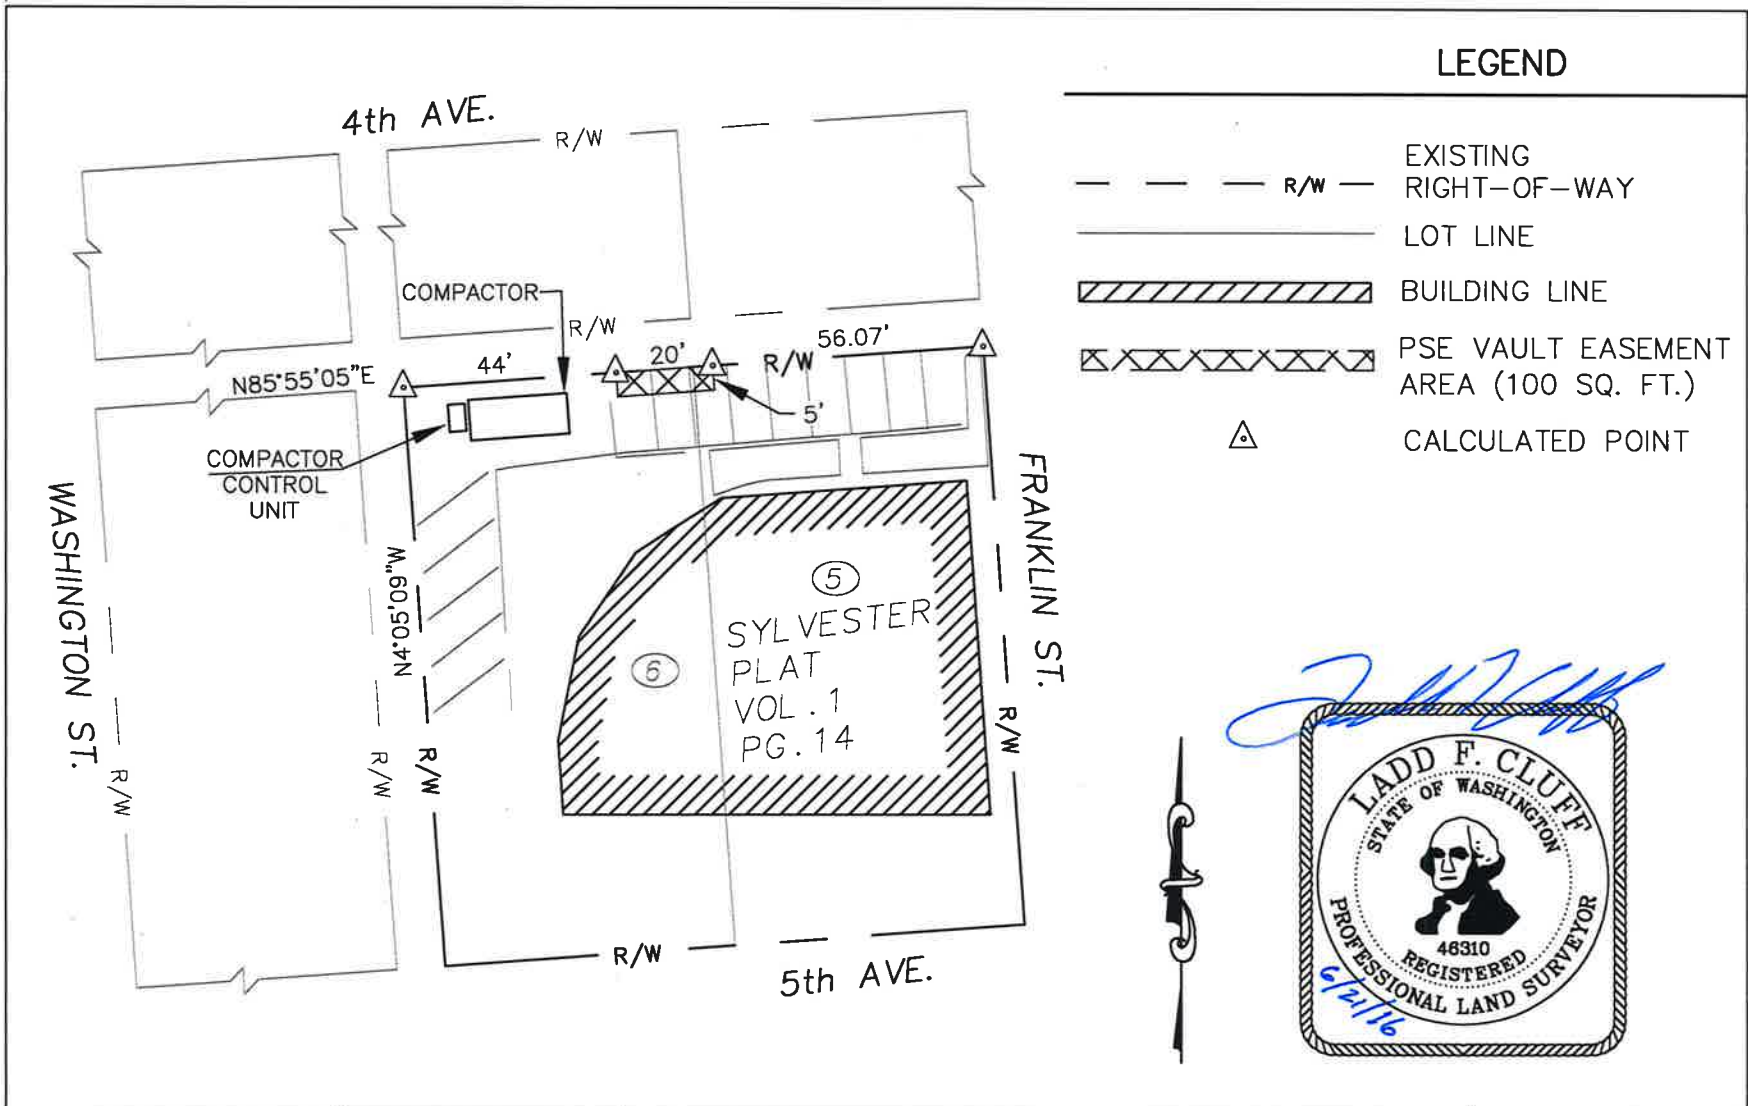 LEGEND
4th AVE.
R/W
EXISTING
R/W
RIGHT-OF-WAY
LOT LINE
COMPACTOR
BUILDING LINE
R/W
44'
20'
R/W
56.07'
PSE VAULT EASEMENT
AREA (100 SQ. FT.)
N85°55'05"E
5'
CALCULATED POINT
COMPACTOR
CONTROL
UNIT
WASHINGTON ST.
FRANKLIN ST.
N4°05'09"W
5
SYLVESTER
PLAT
VOL.1
PG.14
6
R/W
R/W
R/W
R/W
R/W
5th AVE.
LADD F. CLUFF
STATE OF WASHINGTON
46310
REGISTERED
PROFESSIONAL LAND SURVEYOR
6/21/16